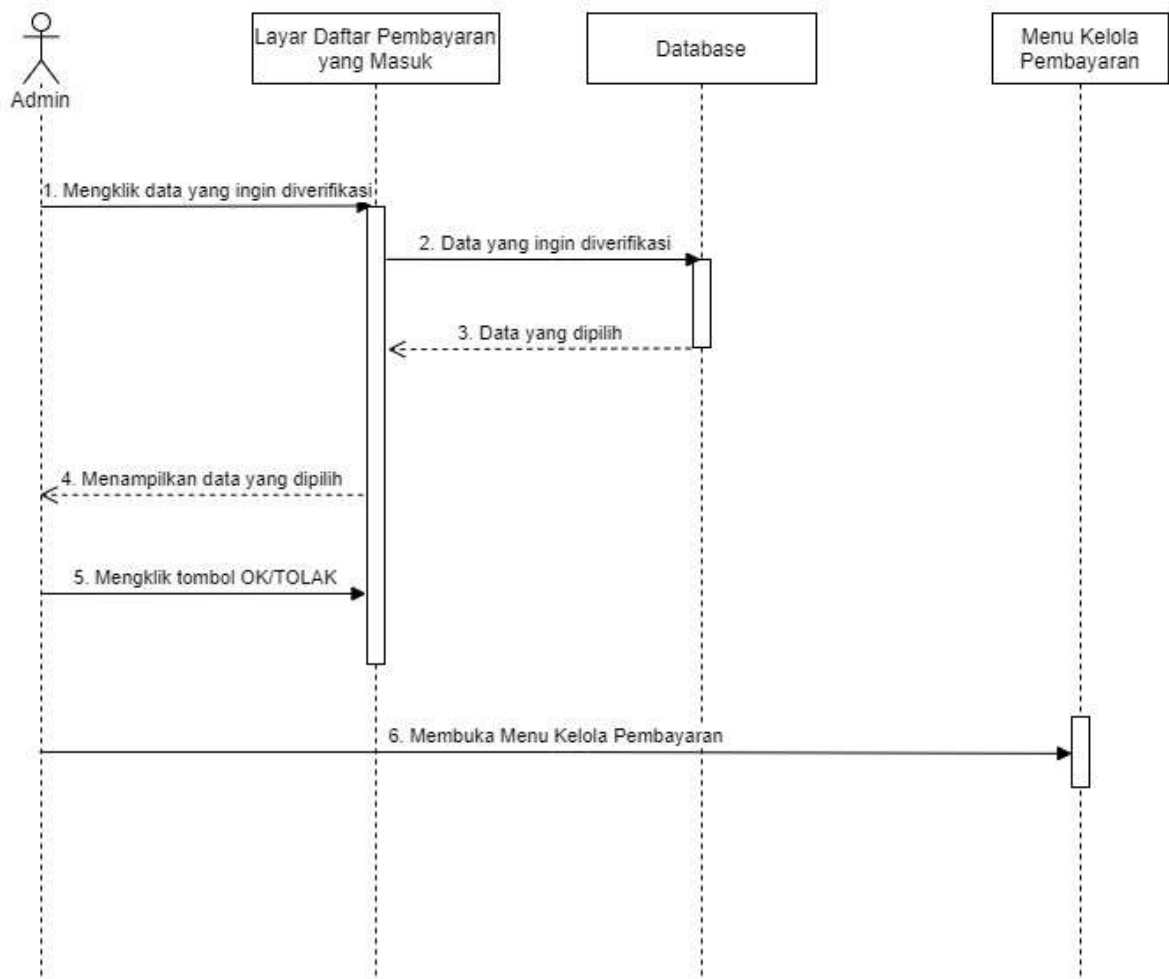 Admin
Layar Daftar Pembayaran
yang Masuk
Database
Menu Kelola
Pembayaran
1. Mengklik data yang ingin diverifikasi
2. Data yang ingin diverifikasi
3. Data yang dipilih
4. Menampilkan data yang dipilih
5. Mengklik tombol OK/TOLAK
6. Membuka Menu Kelola Pembayaran